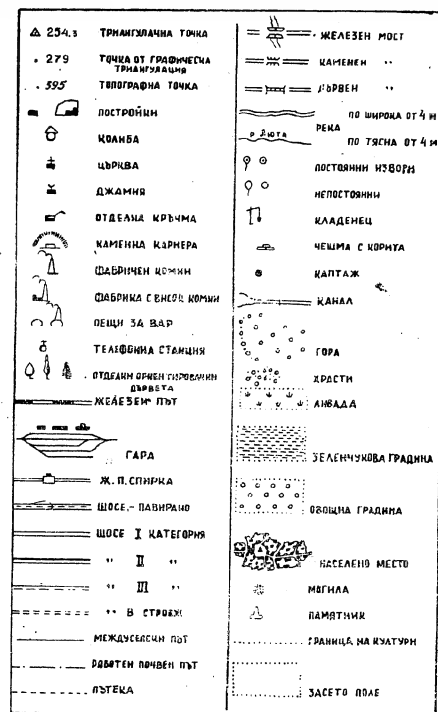 254.3 ТРИАНГУЛАЧНА ТОЧКА
279 ТОЧКА ОТ ГРАФИЧЕСКА
ТРИАНГУЛАЦИЯ
595 ТОПОГРАФНА ТОЧКА
ПОСТРОЙКИ
КОЛИБА
ЦЪРКВА
ДЖАМИЯ
ОТДЕЛНА КРЪЧМА
КАМЕННА КАРИЕРА
ФАБРИЧЕН КОМИН
ФАБРИКА С ВИСОК КОМИН
ПЕЩИ ЗА ВАР
ТЕЛЕФОННА СТАНЦИЯ
ОТДЕЛНИ ОРИЕНТИРОВАЧНИ
ДЪРВЕТА
ЖЕЛЕЗЕН ПЪТ
ГАРА
Ж.П. СПИРКА
ШОСЕ - ПАВИРАНО
ШОСЕ I КАТЕГОРИЯ
" II "
" III "
" В СТРОЕЖ
МЕЖДУСЕЛСКИ ПЪТ
РАБОТЕН ПОЧВЕН ПЪТ
ПЪТЕКА
ЖЕЛЕЗЕН МОСТ
КАМЕНЕН "
ДЪРВЕН "
ПО ШИРОКА ОТ 4 М
РЕКА
р. Люта ПО ТЯСНА ОТ 4 М
ПОСТОЯННИ ИЗВОРИ
НЕПОСТОЯННИ
КЛАДЕНЕЦ
ЧЕШМА С КОРИТА
КАПТАЖ
КАНАЛ
ГОРА
ХРАСТИ
ЛИВАДА
ЗЕЛЕНЧУКОВА ГРАДИНА
ОВОЩНА ГРАДИНА
НАСЕЛЕНО МЕСТО
МОГИЛА
ПАМЯТНИК
ГРАНИЦА НА КУЛТУРИ
ЗАСЕТО ПОЛЕ